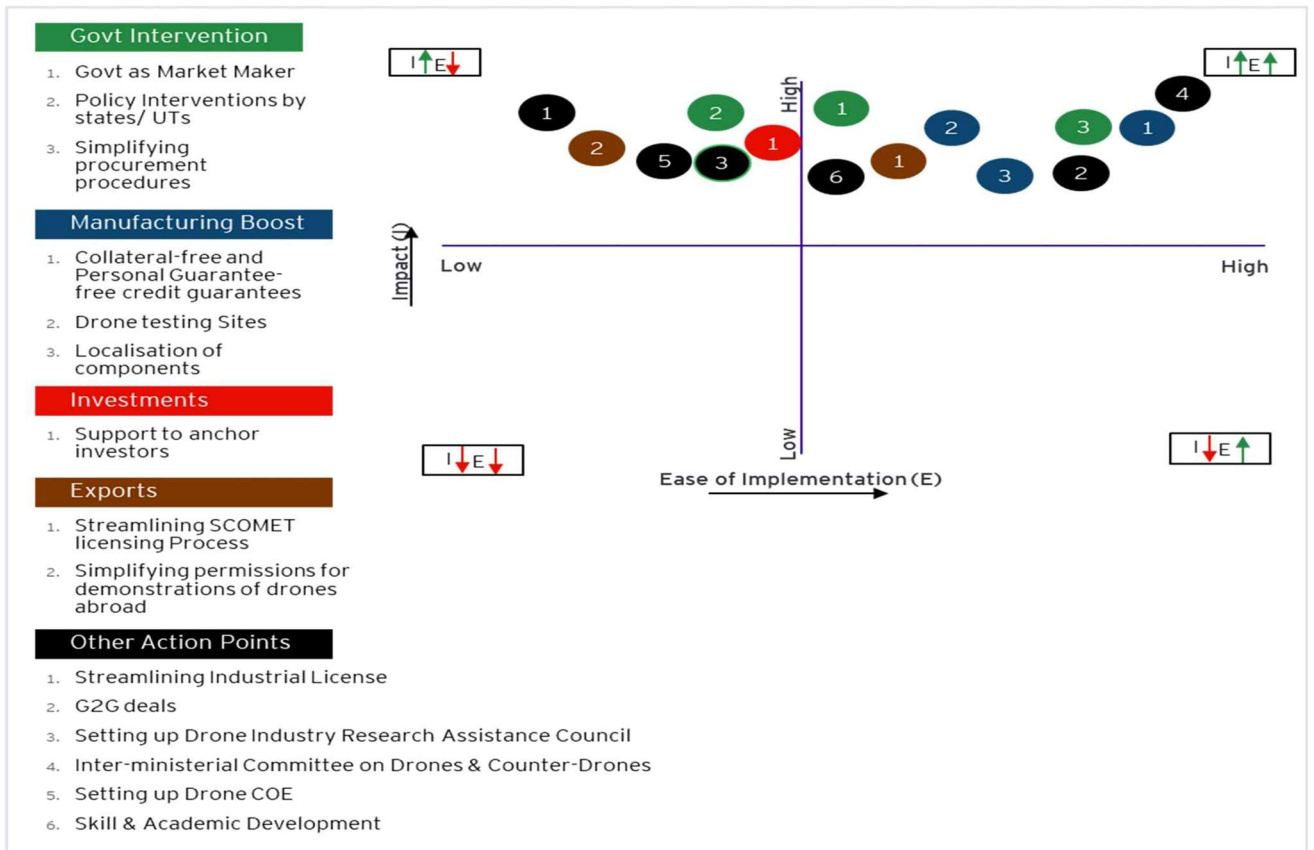 Govt Intervention
1. Govt as Market Maker
2. Policy Interventions by
states/ UTs
3. Simplifying
procurement
procedures
Manufacturing Boost
1. Collateral-free and
Personal Guarantee-
free credit guarantees
2. Drone testing Sites
3. Localisation of
components
Investments
1. Support to anchor
investors
Exports
1. Streamlining SCOMET
licensing Process
2. Simplifying permissions for
demonstrations of drones
abroad
Other Action Points
1. Streamlining Industrial License
2. G2G deals
3. Setting up Drone Industry Research Assistance Council
4. Inter-ministerial Committee on Drones & Counter-Drones
5. Setting up Drone COE
6. Skill & Academic Development
I E
I E
High
4
1
2
1
2
3
1
2
5
3
1
6
1
3
2
Impact (I)
Low
High
Low
I E
I E
Ease of Implementation (E)